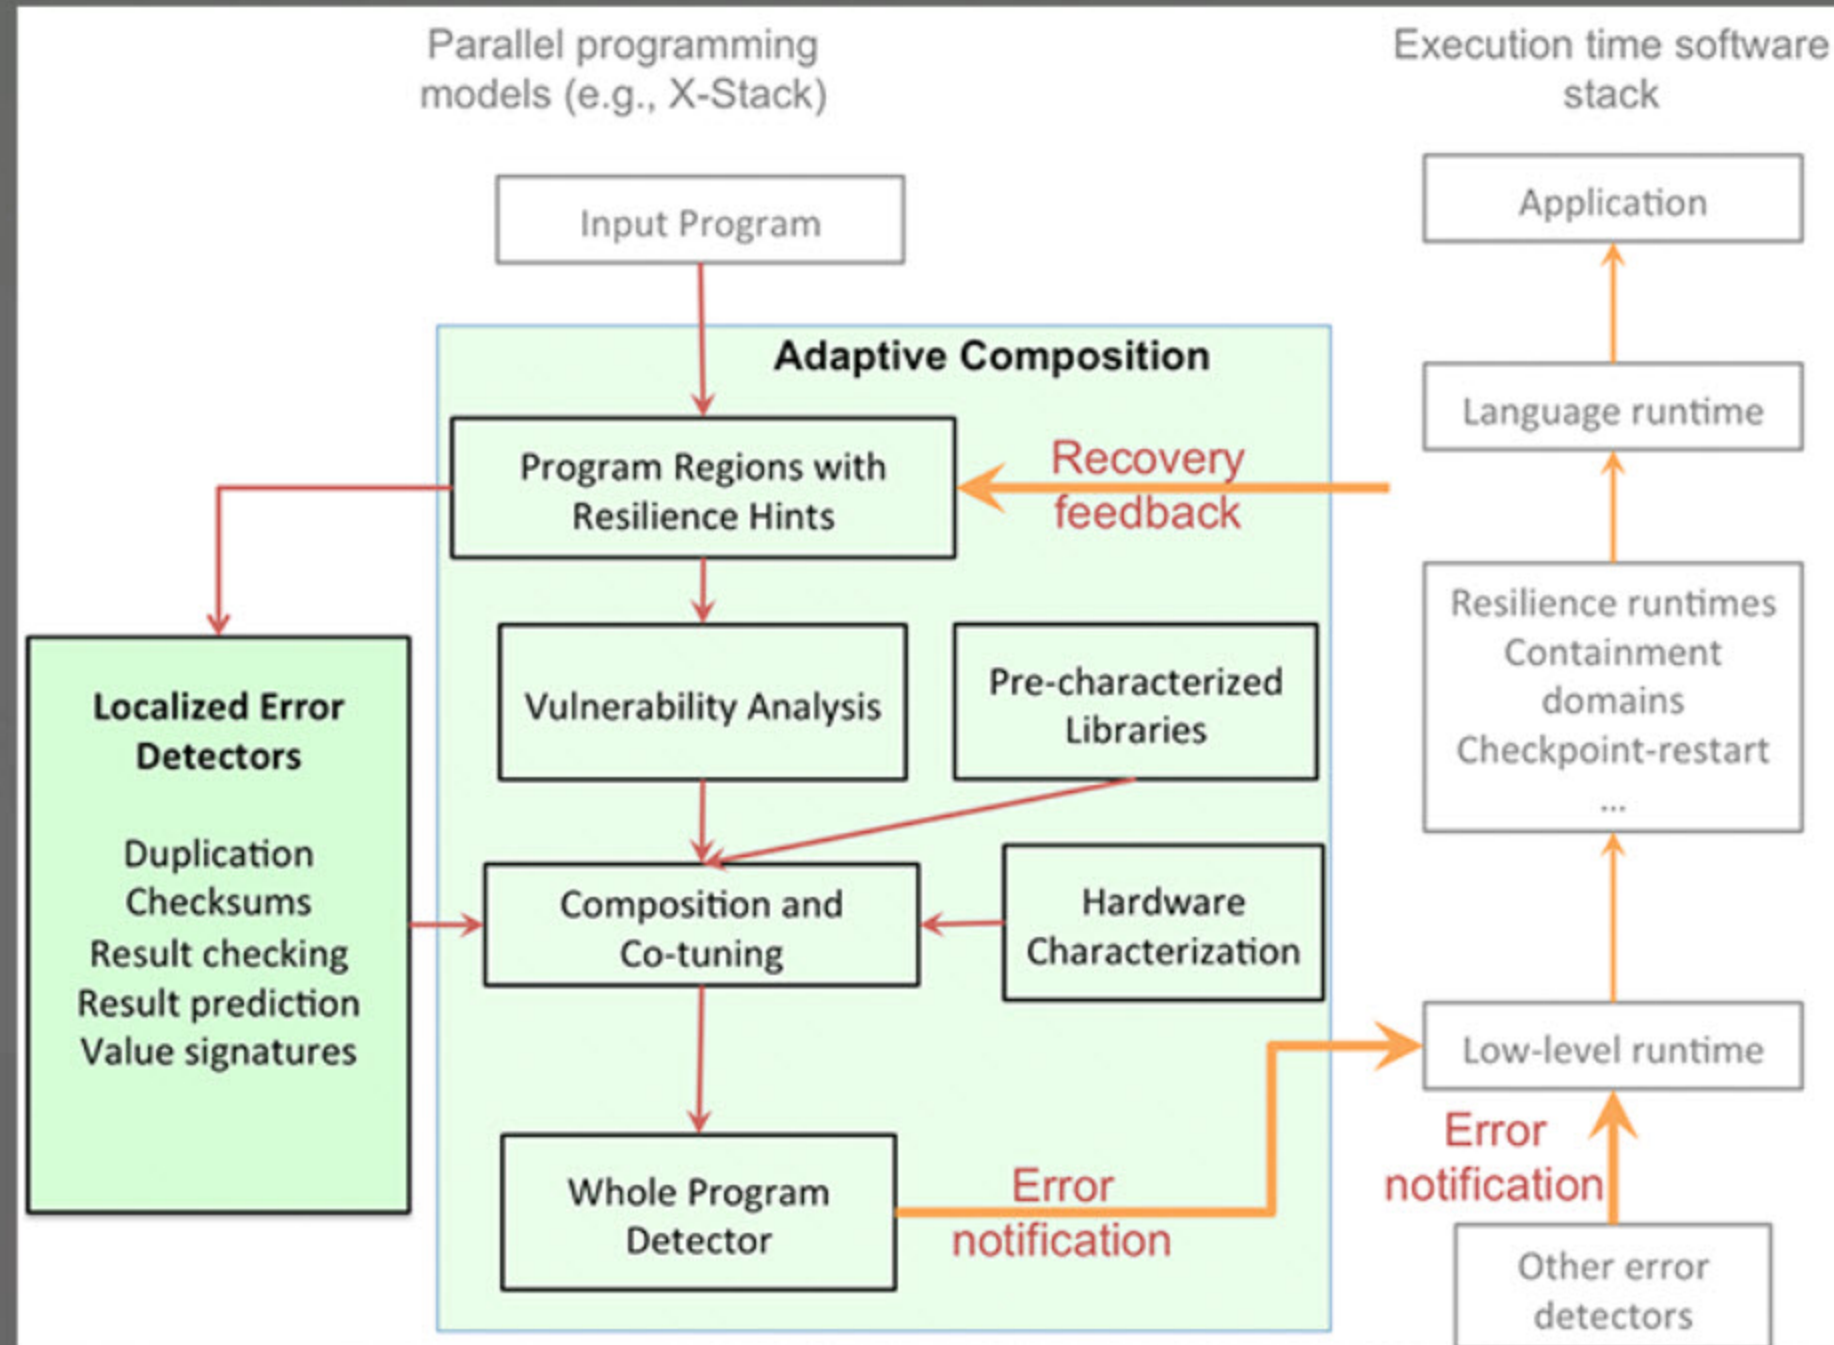 Parallel programming
models (e.g., X-Stack)
Input Program
Adaptive Composition
Program Regions with
Resilience Hints
Recovery
feedback
Localized Error
Detectors
Duplication
Checksums
Result checking
Result prediction
Value signatures
Vulnerability Analysis
Pre-characterized
Libraries
Composition and
Co-tuning
Hardware
Characterization
Whole Program
Detector
Error
notification
Execution time software
stack
Application
Language runtime
Resilience runtimes
Containment
domains
Checkpoint-restart
...
Low-level runtime
Error
notification
Other error
detectors